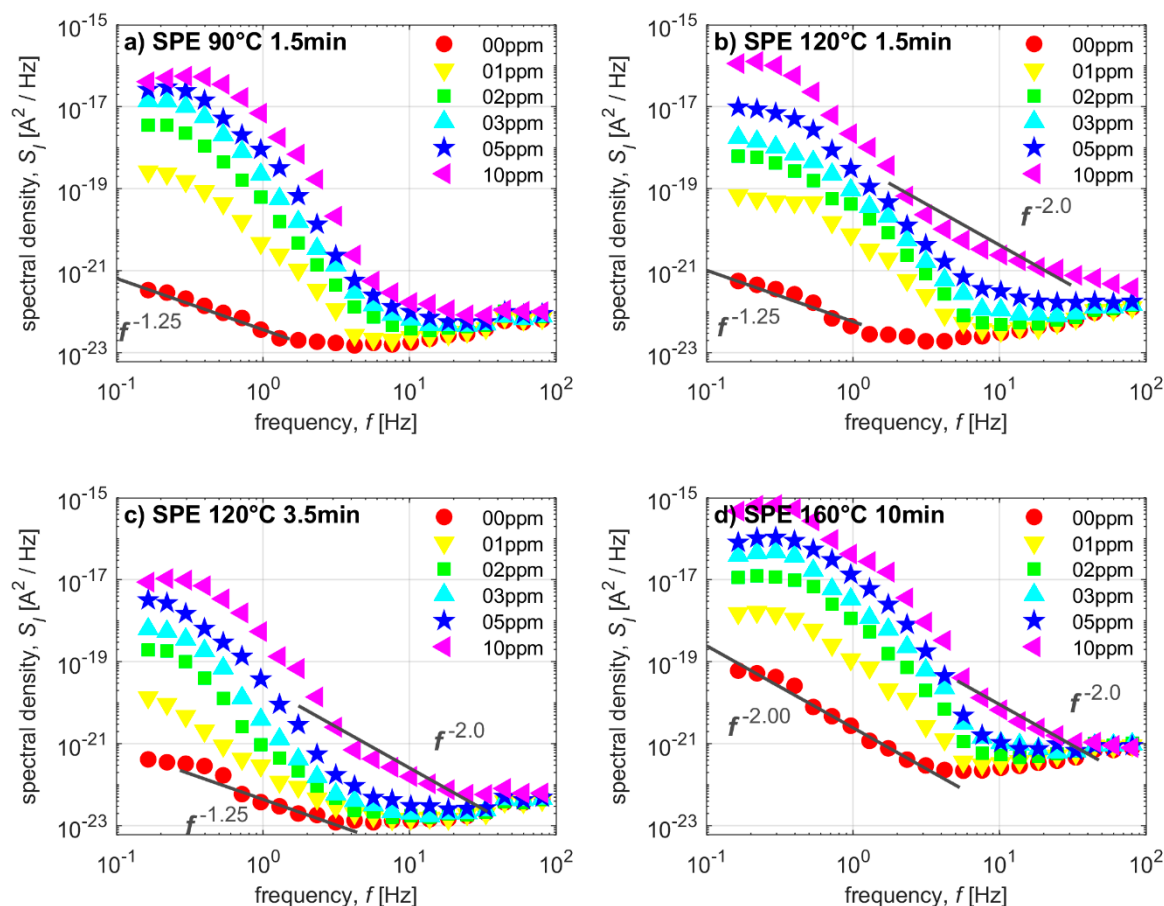 a) SPE 90°C 1.5min
00ppm
01ppm
02ppm
03ppm
05ppm
10ppm
f^-1.25
10^-15
10^-17
10^-19
10^-21
10^-23
10^-1
10^0
10^1
10^2
spectral density, S_I [A^2 / Hz]
frequency, f [Hz]
b) SPE 120°C 1.5min
00ppm
01ppm
02ppm
03ppm
05ppm
10ppm
f^-2.0
f^-1.25
10^-15
10^-17
10^-19
10^-21
10^-23
10^-1
10^0
10^1
10^2
spectral density, S_I [A^2 / Hz]
frequency, f [Hz]
c) SPE 120°C 3.5min
00ppm
01ppm
02ppm
03ppm
05ppm
10ppm
f^-2.0
f^-1.25
10^-15
10^-17
10^-19
10^-21
10^-23
10^-1
10^0
10^1
10^2
spectral density, S_I [A^2 / Hz]
frequency, f [Hz]
d) SPE 160°C 10min
00ppm
01ppm
02ppm
03ppm
05ppm
10ppm
f^-2.00
f^-2.0
10^-15
10^-17
10^-19
10^-21
10^-23
10^-1
10^0
10^1
10^2
spectral density, S_I [A^2 / Hz]
frequency, f [Hz]